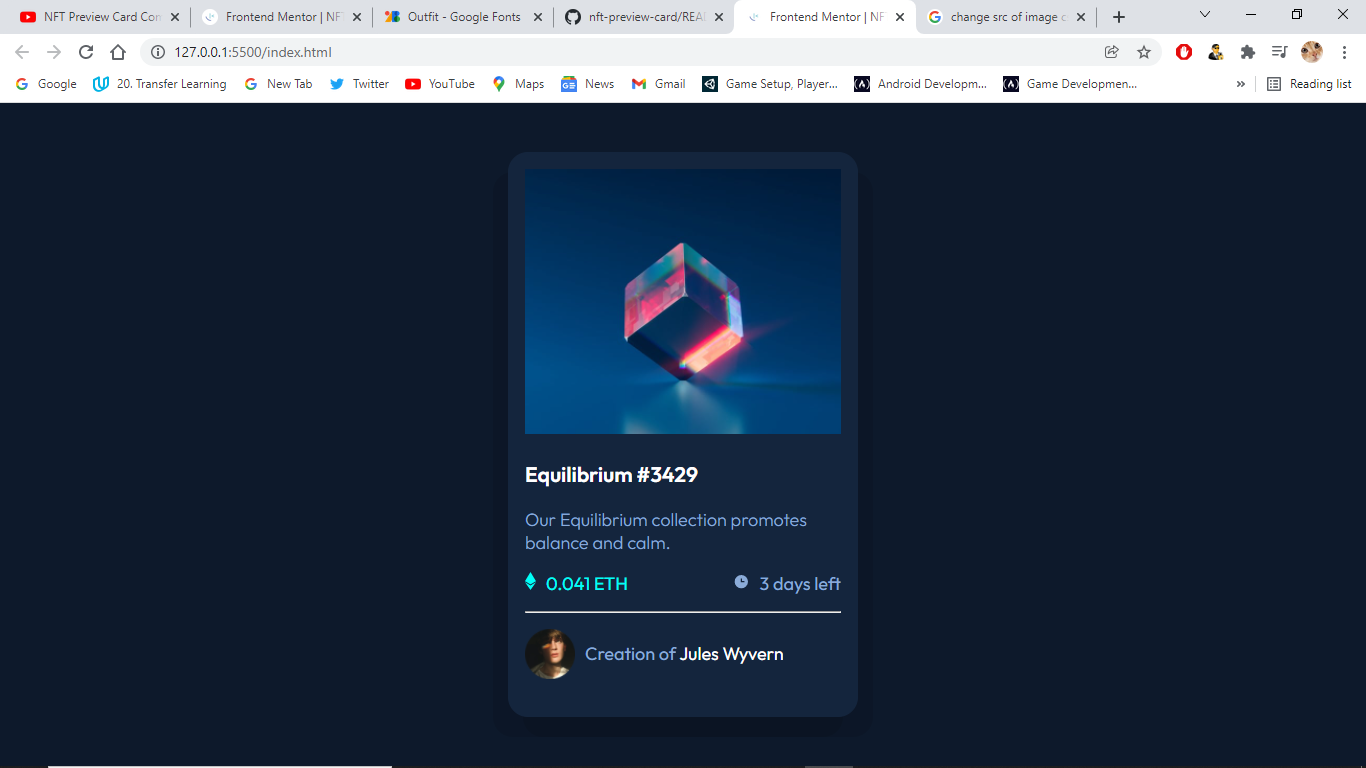 NFT Preview Card Con
Frontend Mentor | NFT
Outfit - Google Fonts
nft-preview-card/REA
Frontend Mentor | NF
change src of image c
127.0.0.1:5500/index.html
Google
20. Transfer Learning
New Tab
Twitter
YouTube
Maps
News
Gmail
Game Setup, Player...
Android Developm...
Game Developmen...
»
Reading list
Equilibrium #3429
Our Equilibrium collection promotes
balance and calm.
0.041 ETH
3 days left
Creation of Jules Wyvern